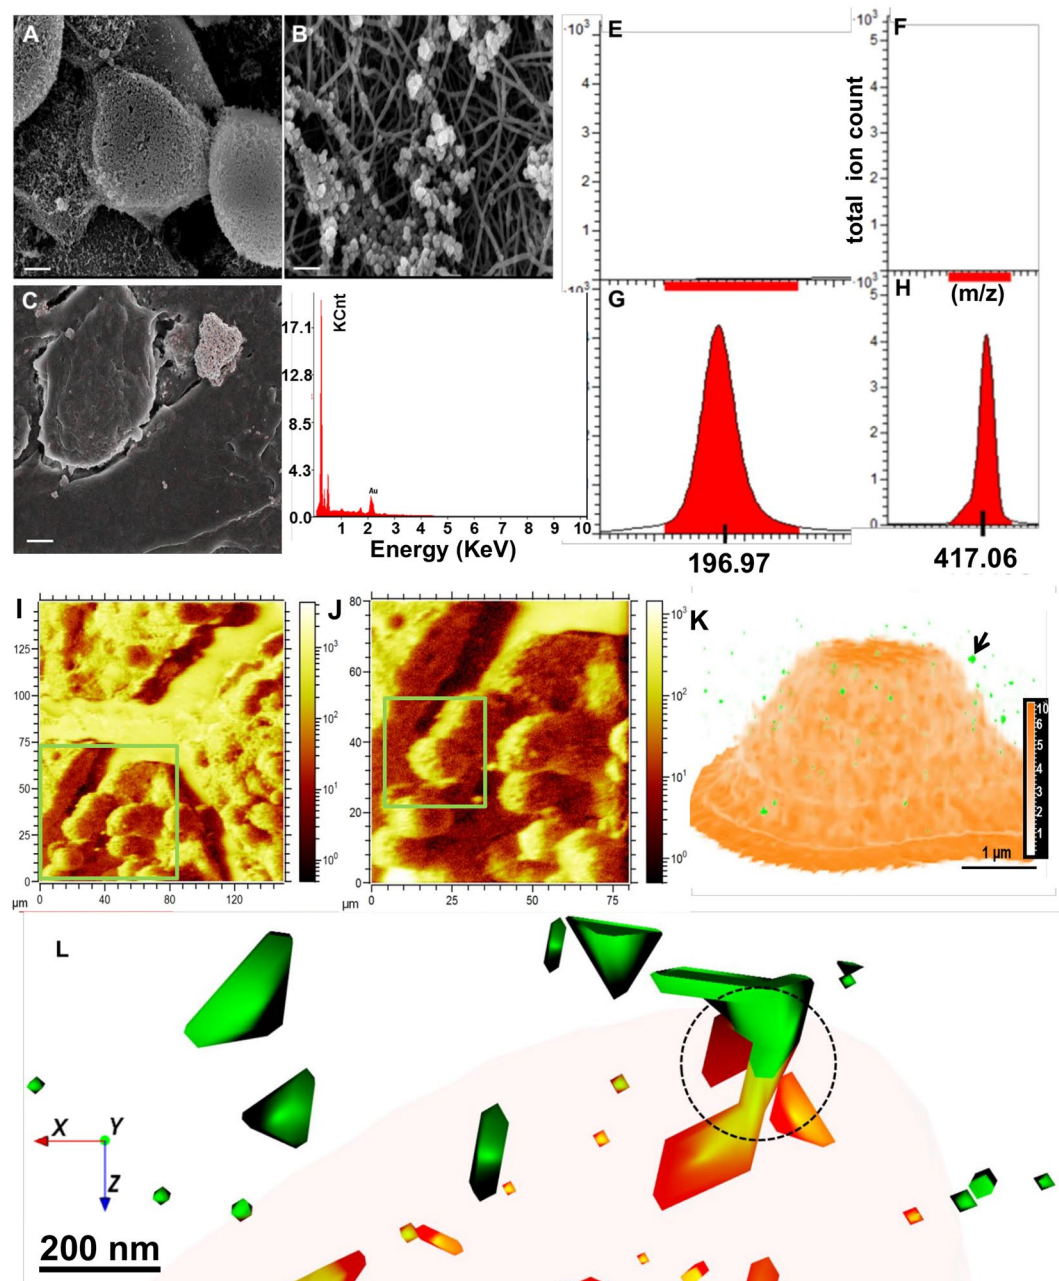 A
B
·10³
E
4
3
2
1
total ion count
·10³
F
5
4
3
2
1
C
KCnt
17.1
12.8
8.5
4.3
0.0
Au
1 2 3 4 5 6 7 8 9 10
Energy (KeV)
G
4
3
1
196.97
·10³
H
(m/z)
5
4
3
2
1
0
417.06
I
125
100
75
50
25
0
µm
0 40 80 120
10³
10²
10¹
10⁰
J
80
60
40
20
0
µm
0 25 50 75
10³
10²
10¹
10⁰
K
10
6
5
4
3
2
1
1 µm
L
X Y
Z
200 nm